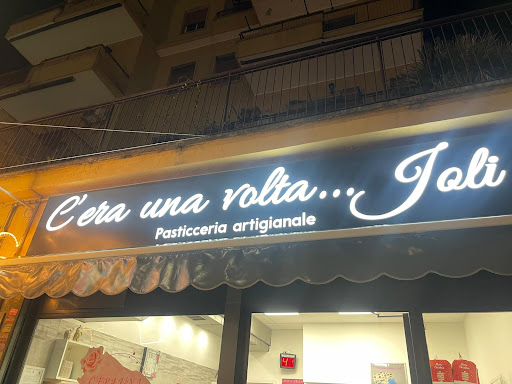 C'era una volta... Joli
Pasticceria artigianale